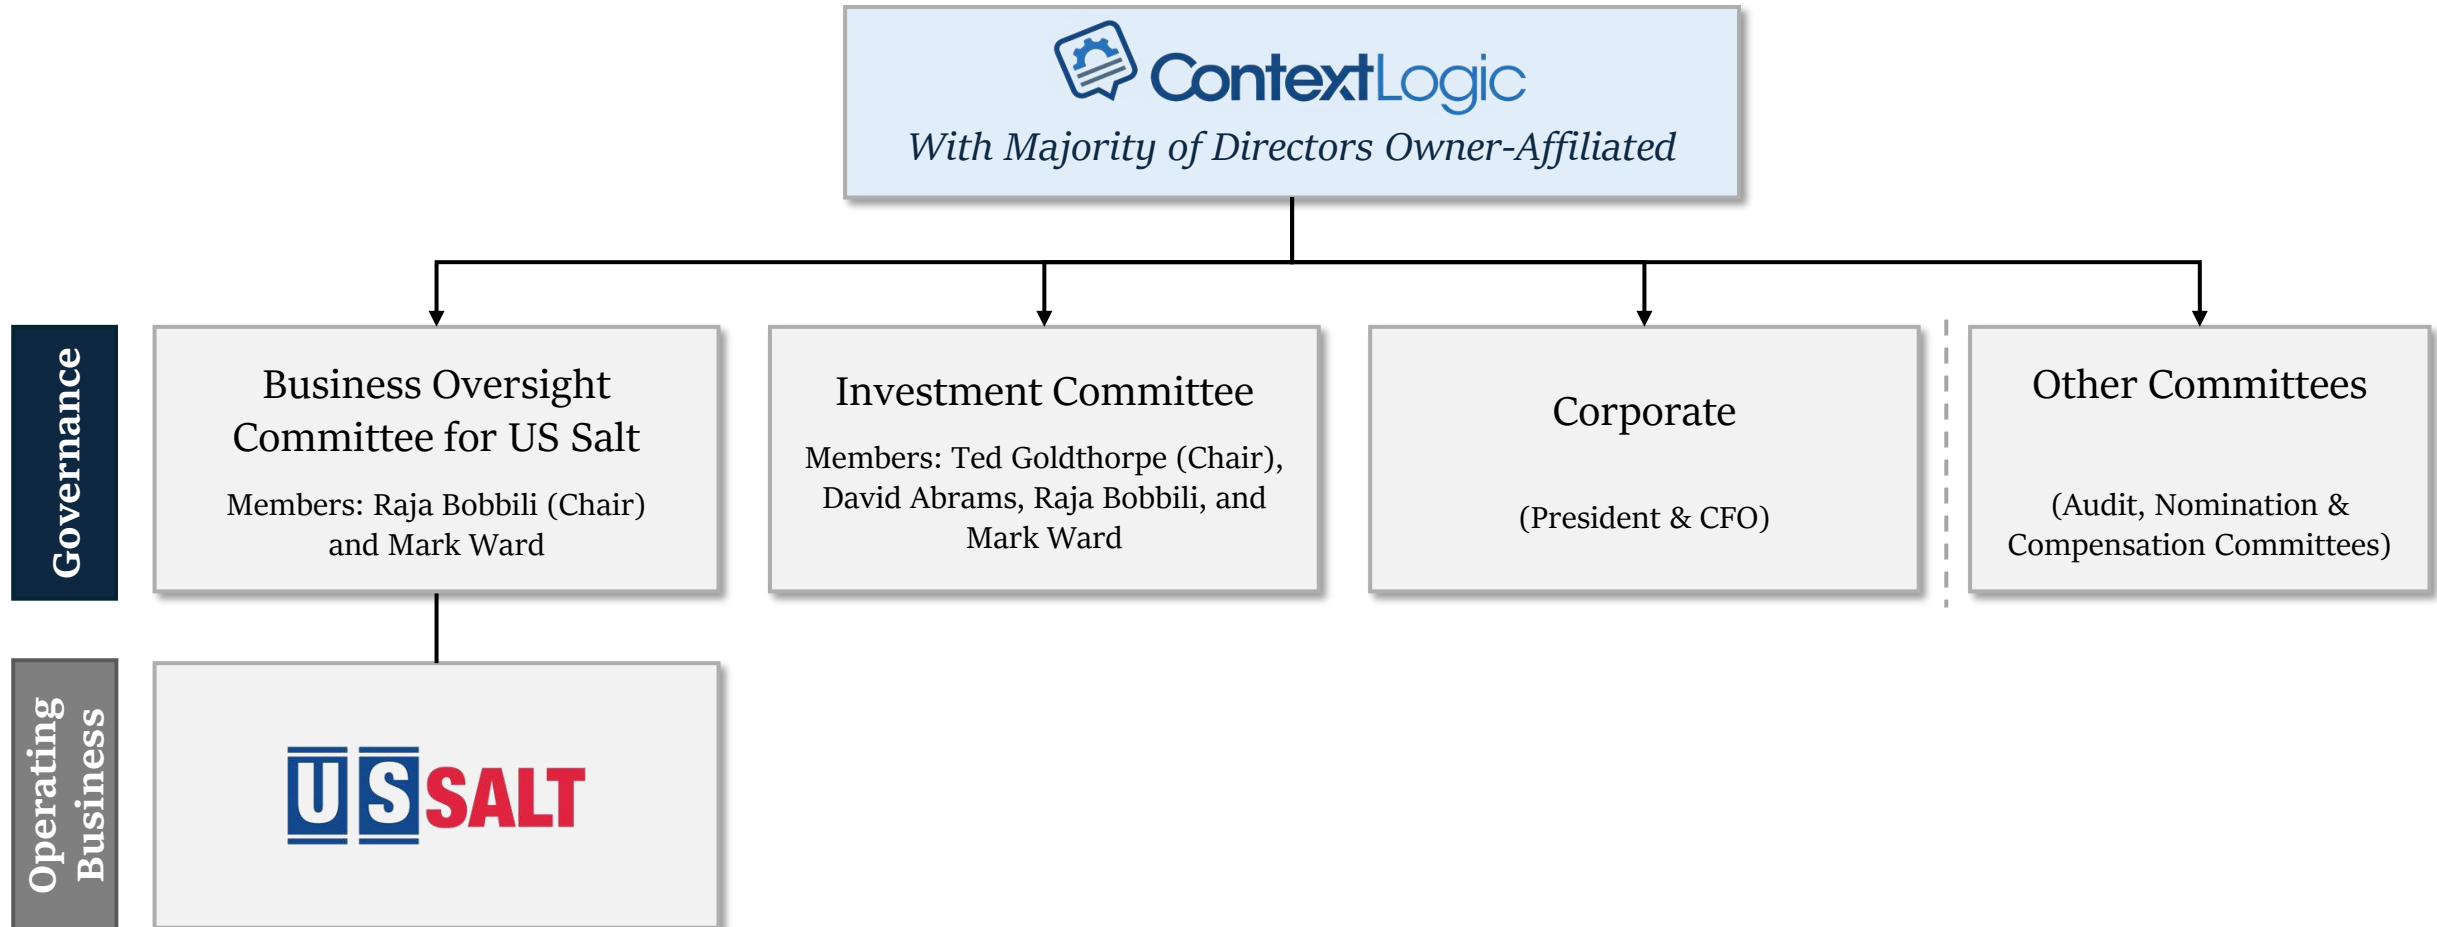 ContextLogic
With Majority of Directors Owner-Affiliated
Governance
Business Oversight
Committee for US Salt
Members: Raja Bobbili (Chair)
and Mark Ward
Investment Committee
Members: Ted Goldthorpe (Chair),
David Abrams, Raja Bobbili, and
Mark Ward
Corporate
(President & CFO)
Other Committees
(Audit, Nomination &
Compensation Committees)
Operating
Business
US SALT